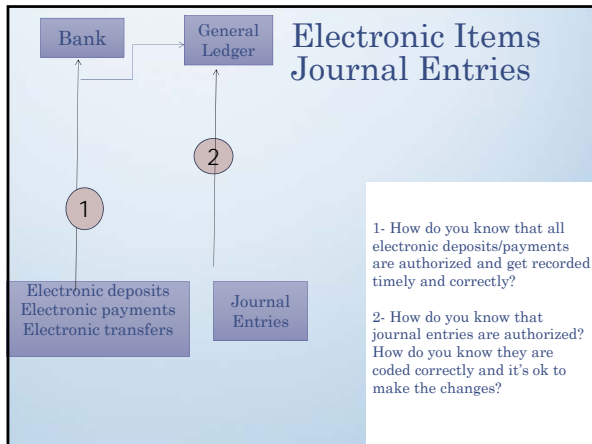 Bank
General
Ledger
Electronic Items
Journal Entries
2
1
Electronic deposits
Electronic payments
Electronic transfers
Journal
Entries
1- How do you know that all
electronic deposits/payments
are authorized and get recorded
timely and correctly?
2- How do you know that
journal entries are authorized?
How do you know they are
coded correctly and it's ok to
make the changes?